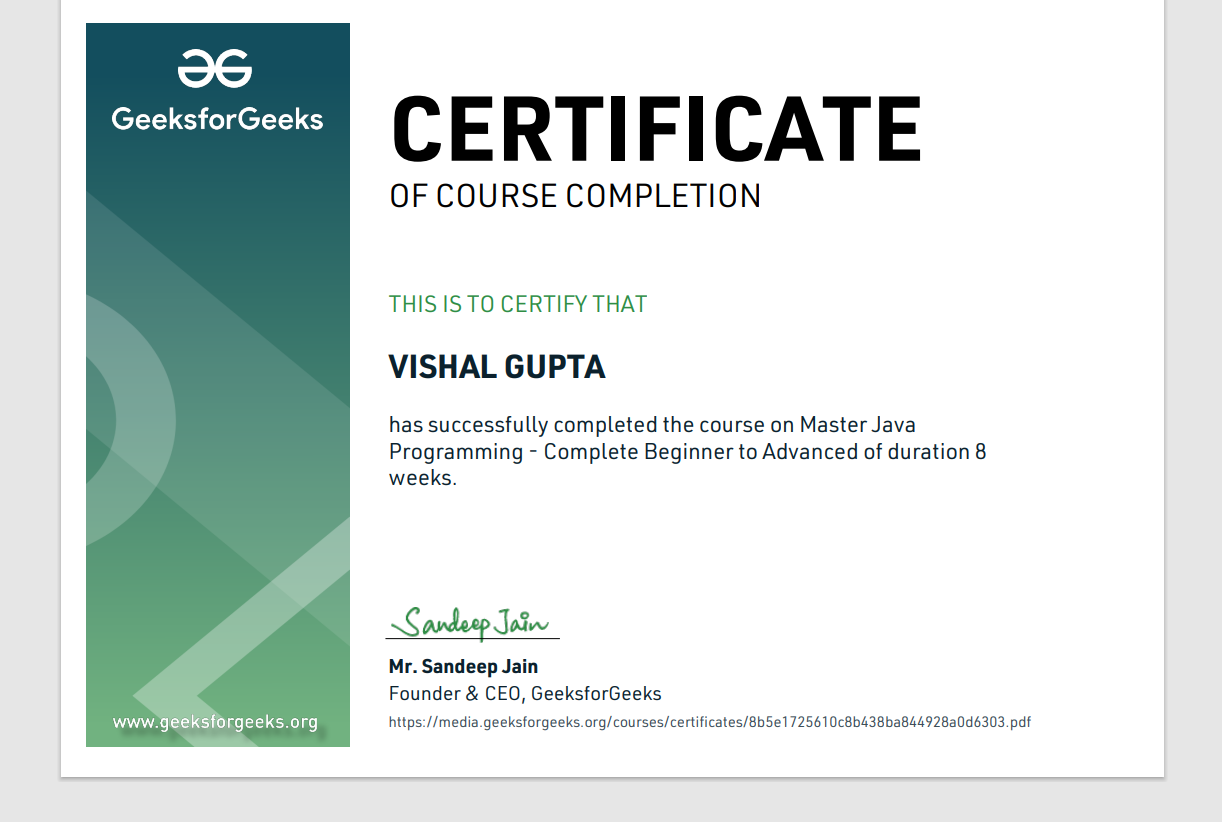 GeeksforGeeks
CERTIFICATE
OF COURSE COMPLETION
THIS IS TO CERTIFY THAT
VISHAL GUPTA
has successfully completed the course on Master Java
Programming - Complete Beginner to Advanced of duration 8
weeks.
Sandeep Jain
Mr. Sandeep Jain
Founder & CEO, GeeksforGeeks
https://media.geeksforgeeks.org/courses/certificates/8b5e1725610c8b438ba844928a0d6303.pdf
www.geeksforgeeks.org